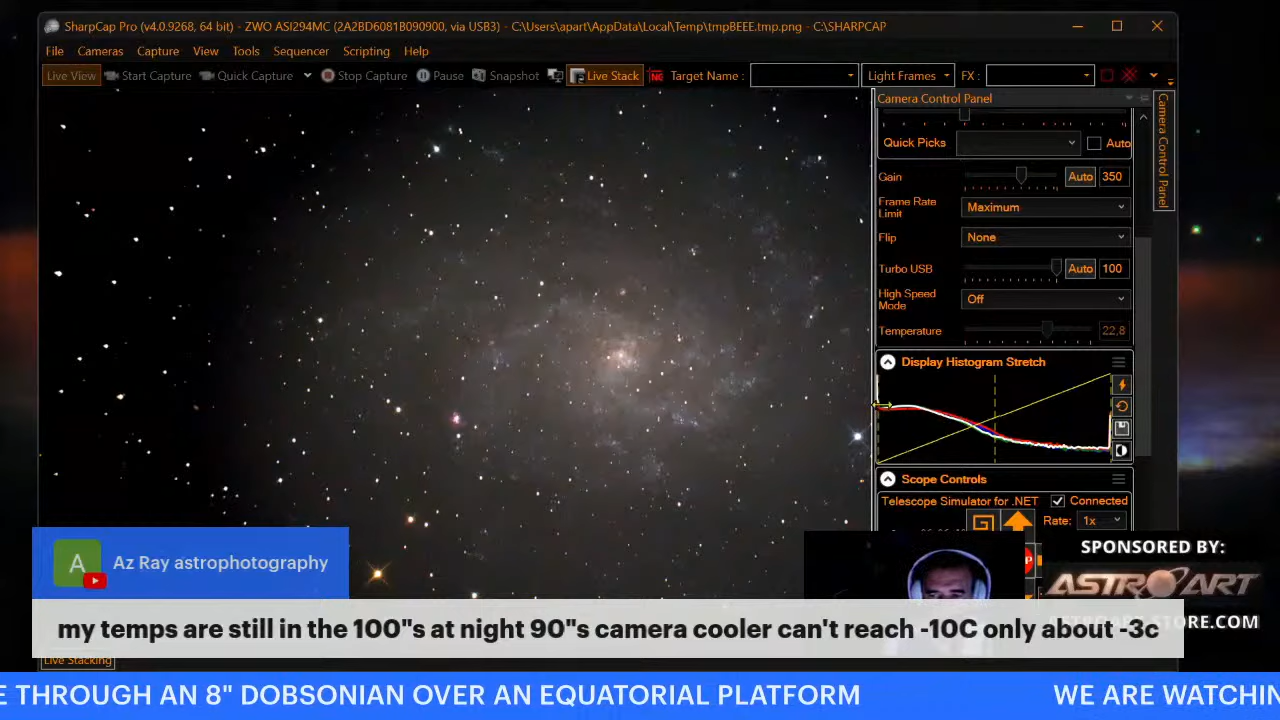 SharpCap Pro (v4.0.9268, 64 bit) - ZWO ASI294MC (2A2BD6081B090900, via USB3) - C:\Users\apart\AppData\Local\Temp\tmpBEEE.tmp.png - C:\SHARPCAP
File Cameras Capture View Tools Sequencer Scripting Help
Live View Start Capture Quick Capture Stop Capture Pause Snapshot Live Stack Target Name : Light Frames FX :
Camera Control Panel
Camera Control Panel
Quick Picks Auto
Gain Auto 350
Frame Rate Limit Maximum
Flip None
Turbo USB Auto 100
High Speed Mode Off
Temperature 22,8
Display Histogram Stretch
Scope Controls
Telescope Simulator for .NET Connected
Rate: 1x
SPONSORED BY:
ASTROART
STORE.COM
A
Az Ray astrophotography
my temps are still in the 100"s at night 90"s camera cooler can't reach -10C only about -3c
Live Stacking
E THROUGH AN 8" DOBSONIAN OVER AN EQUATORIAL PLATFORM
WE ARE WATCHIN